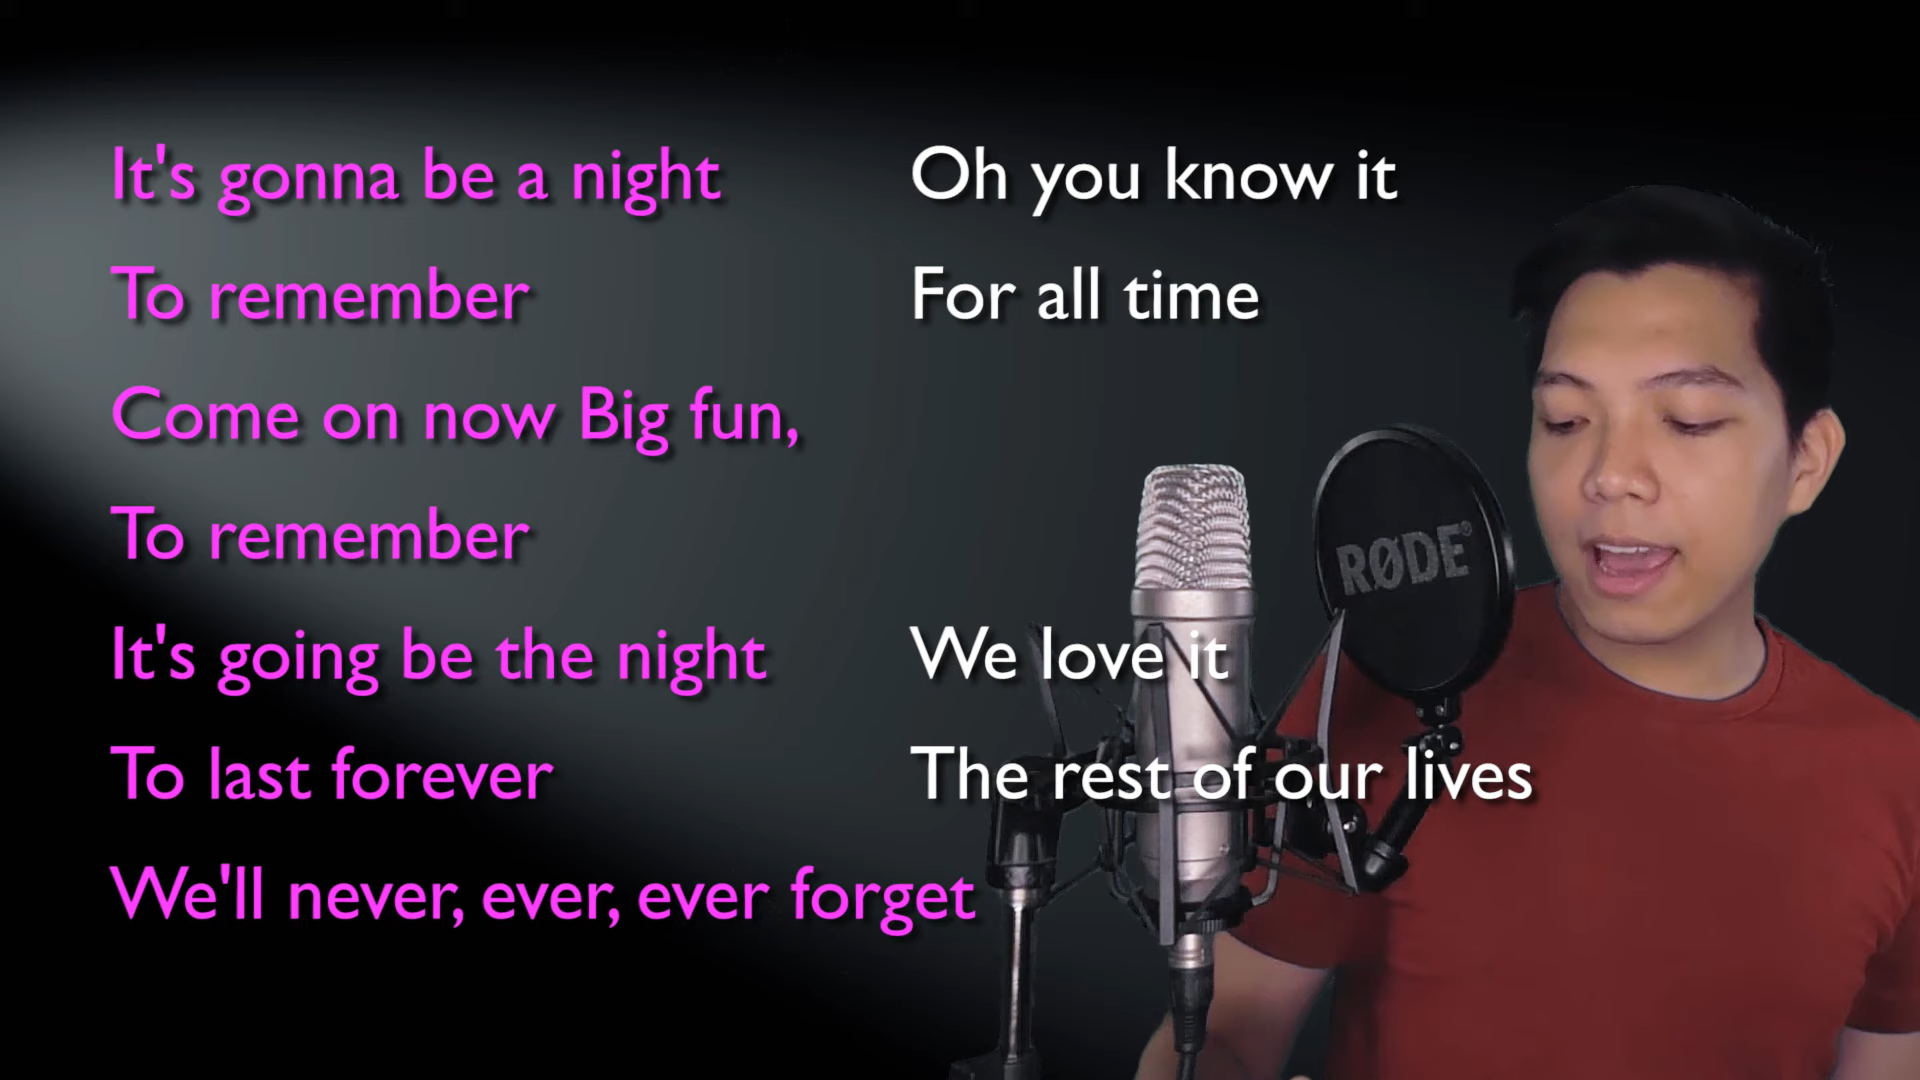 It's gonna be a night
Oh you know it
To remember
For all time
Come on now Big fun,
To remember
It's going be the night
We love it
To last forever
The rest of our lives
We'll never, ever, ever forget
RØDE